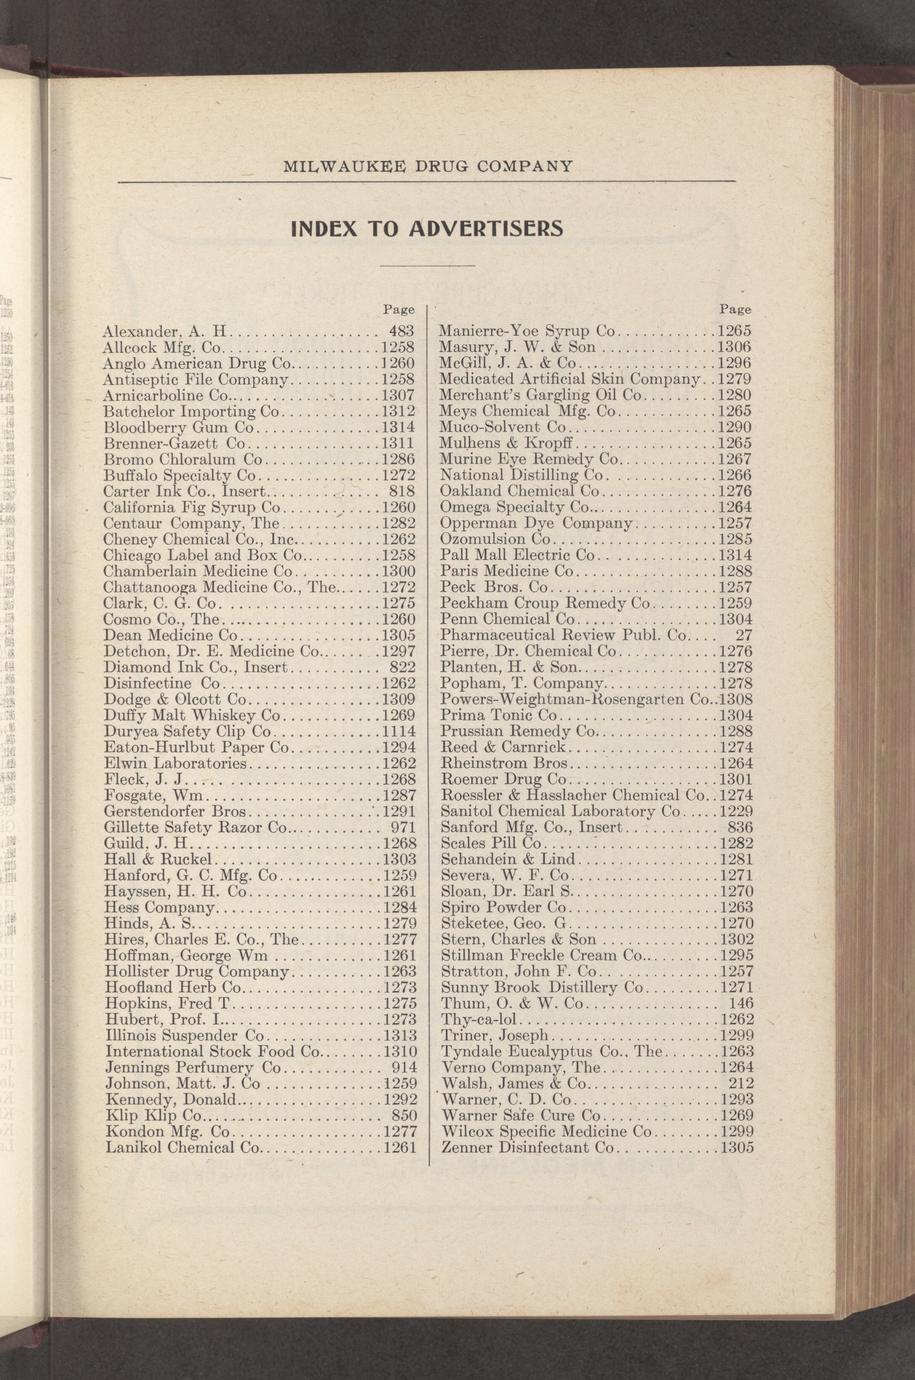 MILWAUKEE DRUG COMPANY
INDEX TO ADVERTISERS
Page
Alexander, A. H. . . . . . . . . . . . . . . . . . 483
Allcock Mfg. Co. . . . . . . . . . . . . . . . . . .1258
Anglo American Drug Co. . . . . . . . . . .1260
Antiseptic File Company. . . . . . . . . . .1258
Arnicarboline Co. . . . . . . . . . . . . . . . . .1307
Batchelor Importing Co. . . . . . . . . . . .1312
Bloodberry Gum Co. . . . . . . . . . . . . . .1314
Brenner-Gazett Co. . . . . . . . . . . . . . . .1311
Bromo Chloralum Co. . . . . . . . . . . . . .1286
Buffalo Specialty Co. . . . . . . . . . . . . . .1272
Carter Ink Co., Insert. . . . . . . . . . . . . 818
California Fig Syrup Co. . . . . . . . . . . .1260
Centaur Company, The. . . . . . . . . . . .1282
Cheney Chemical Co., Inc. . . . . . . . . .1262
Chicago Label and Box Co. . . . . . . . . .1258
Chamberlain Medicine Co. . . . . . . . . .1300
Chattanooga Medicine Co., The. . . . . .1272
Clark, C. G. Co. . . . . . . . . . . . . . . . . . .1275
Cosmo Co., The. . . . . . . . . . . . . . . . . .1260
Dean Medicine Co. . . . . . . . . . . . . . . .1305
Detchon, Dr. E. Medicine Co. . . . . . . .1297
Diamond Ink Co., Insert. . . . . . . . . . . 822
Disinfectine Co. . . . . . . . . . . . . . . . . . .1262
Dodge & Olcott Co. . . . . . . . . . . . . . . .1309
Duffy Malt Whiskey Co. . . . . . . . . . . .1269
Duryea Safety Clip Co. . . . . . . . . . . . .1114
Eaton-Hurlbut Paper Co. . . . . . . . . . .1294
Elwin Laboratories. . . . . . . . . . . . . . . .1262
Fleck, J. J. . . . . . . . . . . . . . . . . . . . . . .1268
Fosgate, Wm. . . . . . . . . . . . . . . . . . . . .1287
Gerstendorfer Bros. . . . . . . . . . . . . . . .1291
Gillette Safety Razor Co. . . . . . . . . . . 971
Guild, J. H. . . . . . . . . . . . . . . . . . . . . .1268
Hall & Ruckel. . . . . . . . . . . . . . . . . . . .1303
Hanford, G. C. Mfg. Co. . . . . . . . . . . .1259
Hayssen, H. H. Co. . . . . . . . . . . . . . . .1261
Hess Company. . . . . . . . . . . . . . . . . . .1284
Hinds, A. S. . . . . . . . . . . . . . . . . . . . . .1279
Hires, Charles E. Co., The. . . . . . . . . .1277
Hoffman, George Wm . . . . . . . . . . . .1261
Hollister Drug Company. . . . . . . . . . .1263
Hoofland Herb Co. . . . . . . . . . . . . . . .1273
Hopkins, Fred T. . . . . . . . . . . . . . . . . .1275
Hubert, Prof. I. . . . . . . . . . . . . . . . . . .1273
Illinois Suspender Co. . . . . . . . . . . . . .1313
International Stock Food Co. . . . . . . .1310
Jennings Perfumery Co. . . . . . . . . . . . 914
Johnson, Matt. J. Co . . . . . . . . . . . . .1259
Kennedy, Donald. . . . . . . . . . . . . . . . .1292
Klip Klip Co. . . . . . . . . . . . . . . . . . . . . 850
Kondon Mfg. Co. . . . . . . . . . . . . . . . . .1277
Lanikol Chemical Co. . . . . . . . . . . . . .1261
Page
Manierre-Yoe Syrup Co. . . . . . . . . . . .1265
Masury, J. W. & Son . . . . . . . . . . . . . .1306
McGill, J. A. & Co. . . . . . . . . . . . . . . . .1296
Medicated Artificial Skin Company. .1279
Merchant's Gargling Oil Co. . . . . . . . .1280
Meys Chemical Mfg. Co. . . . . . . . . . . .1265
Muco-Solvent Co. . . . . . . . . . . . . . . . . .1290
Mulhens & Kropff. . . . . . . . . . . . . . . . .1265
Murine Eye Remedy Co. . . . . . . . . . . .1267
National Distilling Co. . . . . . . . . . . . . .1266
Oakland Chemical Co. . . . . . . . . . . . . .1276
Omega Specialty Co. . . . . . . . . . . . . . .1264
Opperman Dye Company. . . . . . . . . .1257
Ozomulsion Co. . . . . . . . . . . . . . . . . . .1285
Pall Mall Electric Co. . . . . . . . . . . . . .1314
Paris Medicine Co. . . . . . . . . . . . . . . . .1288
Peck Bros. Co. . . . . . . . . . . . . . . . . . . .1257
Peckham Croup Remedy Co. . . . . . . .1259
Penn Chemical Co. . . . . . . . . . . . . . . .1304
Pharmaceutical Review Publ. Co. . . . 27
Pierre, Dr. Chemical Co. . . . . . . . . . . .1276
Planten, H. & Son. . . . . . . . . . . . . . . . .1278
Popham, T. Company. . . . . . . . . . . . . .1278
Powers-Weightman-Rosengarten Co..1308
Prima Tonic Co. . . . . . . . . . . . . . . . . . .1304
Prussian Remedy Co. . . . . . . . . . . . . .1288
Reed & Carnrick. . . . . . . . . . . . . . . . . .1274
Rheinstrom Bros. . . . . . . . . . . . . . . . . .1264
Roemer Drug Co. . . . . . . . . . . . . . . . . .1301
Roessler & Hasslacher Chemical Co. .1274
Sanitol Chemical Laboratory Co. . . . .1229
Sanford Mfg. Co., Insert. . . . . . . . . . . 836
Scales Pill Co. . . . . . . . . . . . . . . . . . . .1282
Schandein & Lind. . . . . . . . . . . . . . . . .1281
Severa, W. F. Co. . . . . . . . . . . . . . . . . .1271
Sloan, Dr. Earl S. . . . . . . . . . . . . . . . . .1270
Spiro Powder Co. . . . . . . . . . . . . . . . . .1263
Steketee, Geo. G. . . . . . . . . . . . . . . . . .1270
Stern, Charles & Son . . . . . . . . . . . . . .1302
Stillman Freckle Cream Co. . . . . . . . .1295
Stratton, John F. Co. . . . . . . . . . . . . . .1257
Sunny Brook Distillery Co. . . . . . . . . .1271
Thum, O. & W. Co. . . . . . . . . . . . . . . . 146
Thy-ca-lol. . . . . . . . . . . . . . . . . . . . . . .1262
Triner, Joseph. . . . . . . . . . . . . . . . . . . .1299
Tyndale Eucalyptus Co., The. . . . . . .1263
Verno Company, The. . . . . . . . . . . . . .1264
Walsh, James & Co. . . . . . . . . . . . . . . 212
Warner, C. D. Co. . . . . . . . . . . . . . . . .1293
Warner Safe Cure Co. . . . . . . . . . . . . .1269
Wilcox Specific Medicine Co. . . . . . . .1299
Zenner Disinfectant Co. . . . . . . . . . . .1305